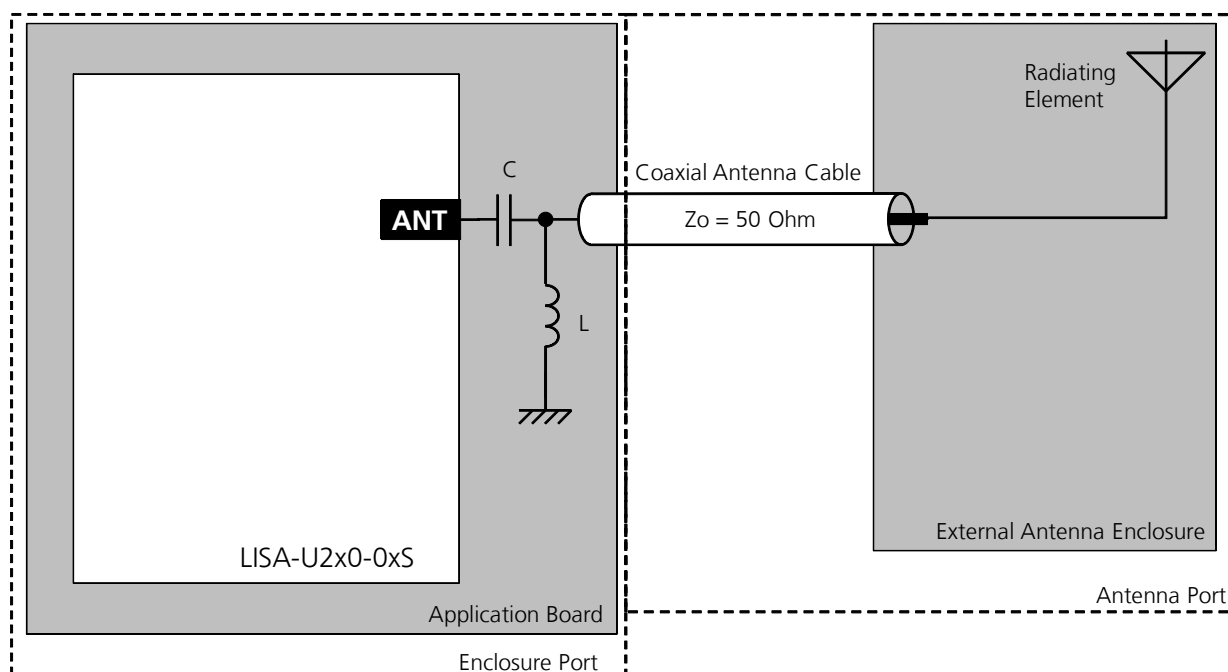 Radiating
Element
C
Coaxial Antenna Cable
ANT
Zo = 50 Ohm
L
LISA-U2x0-0xS
External Antenna Enclosure
Application Board
Antenna Port
Enclosure Port